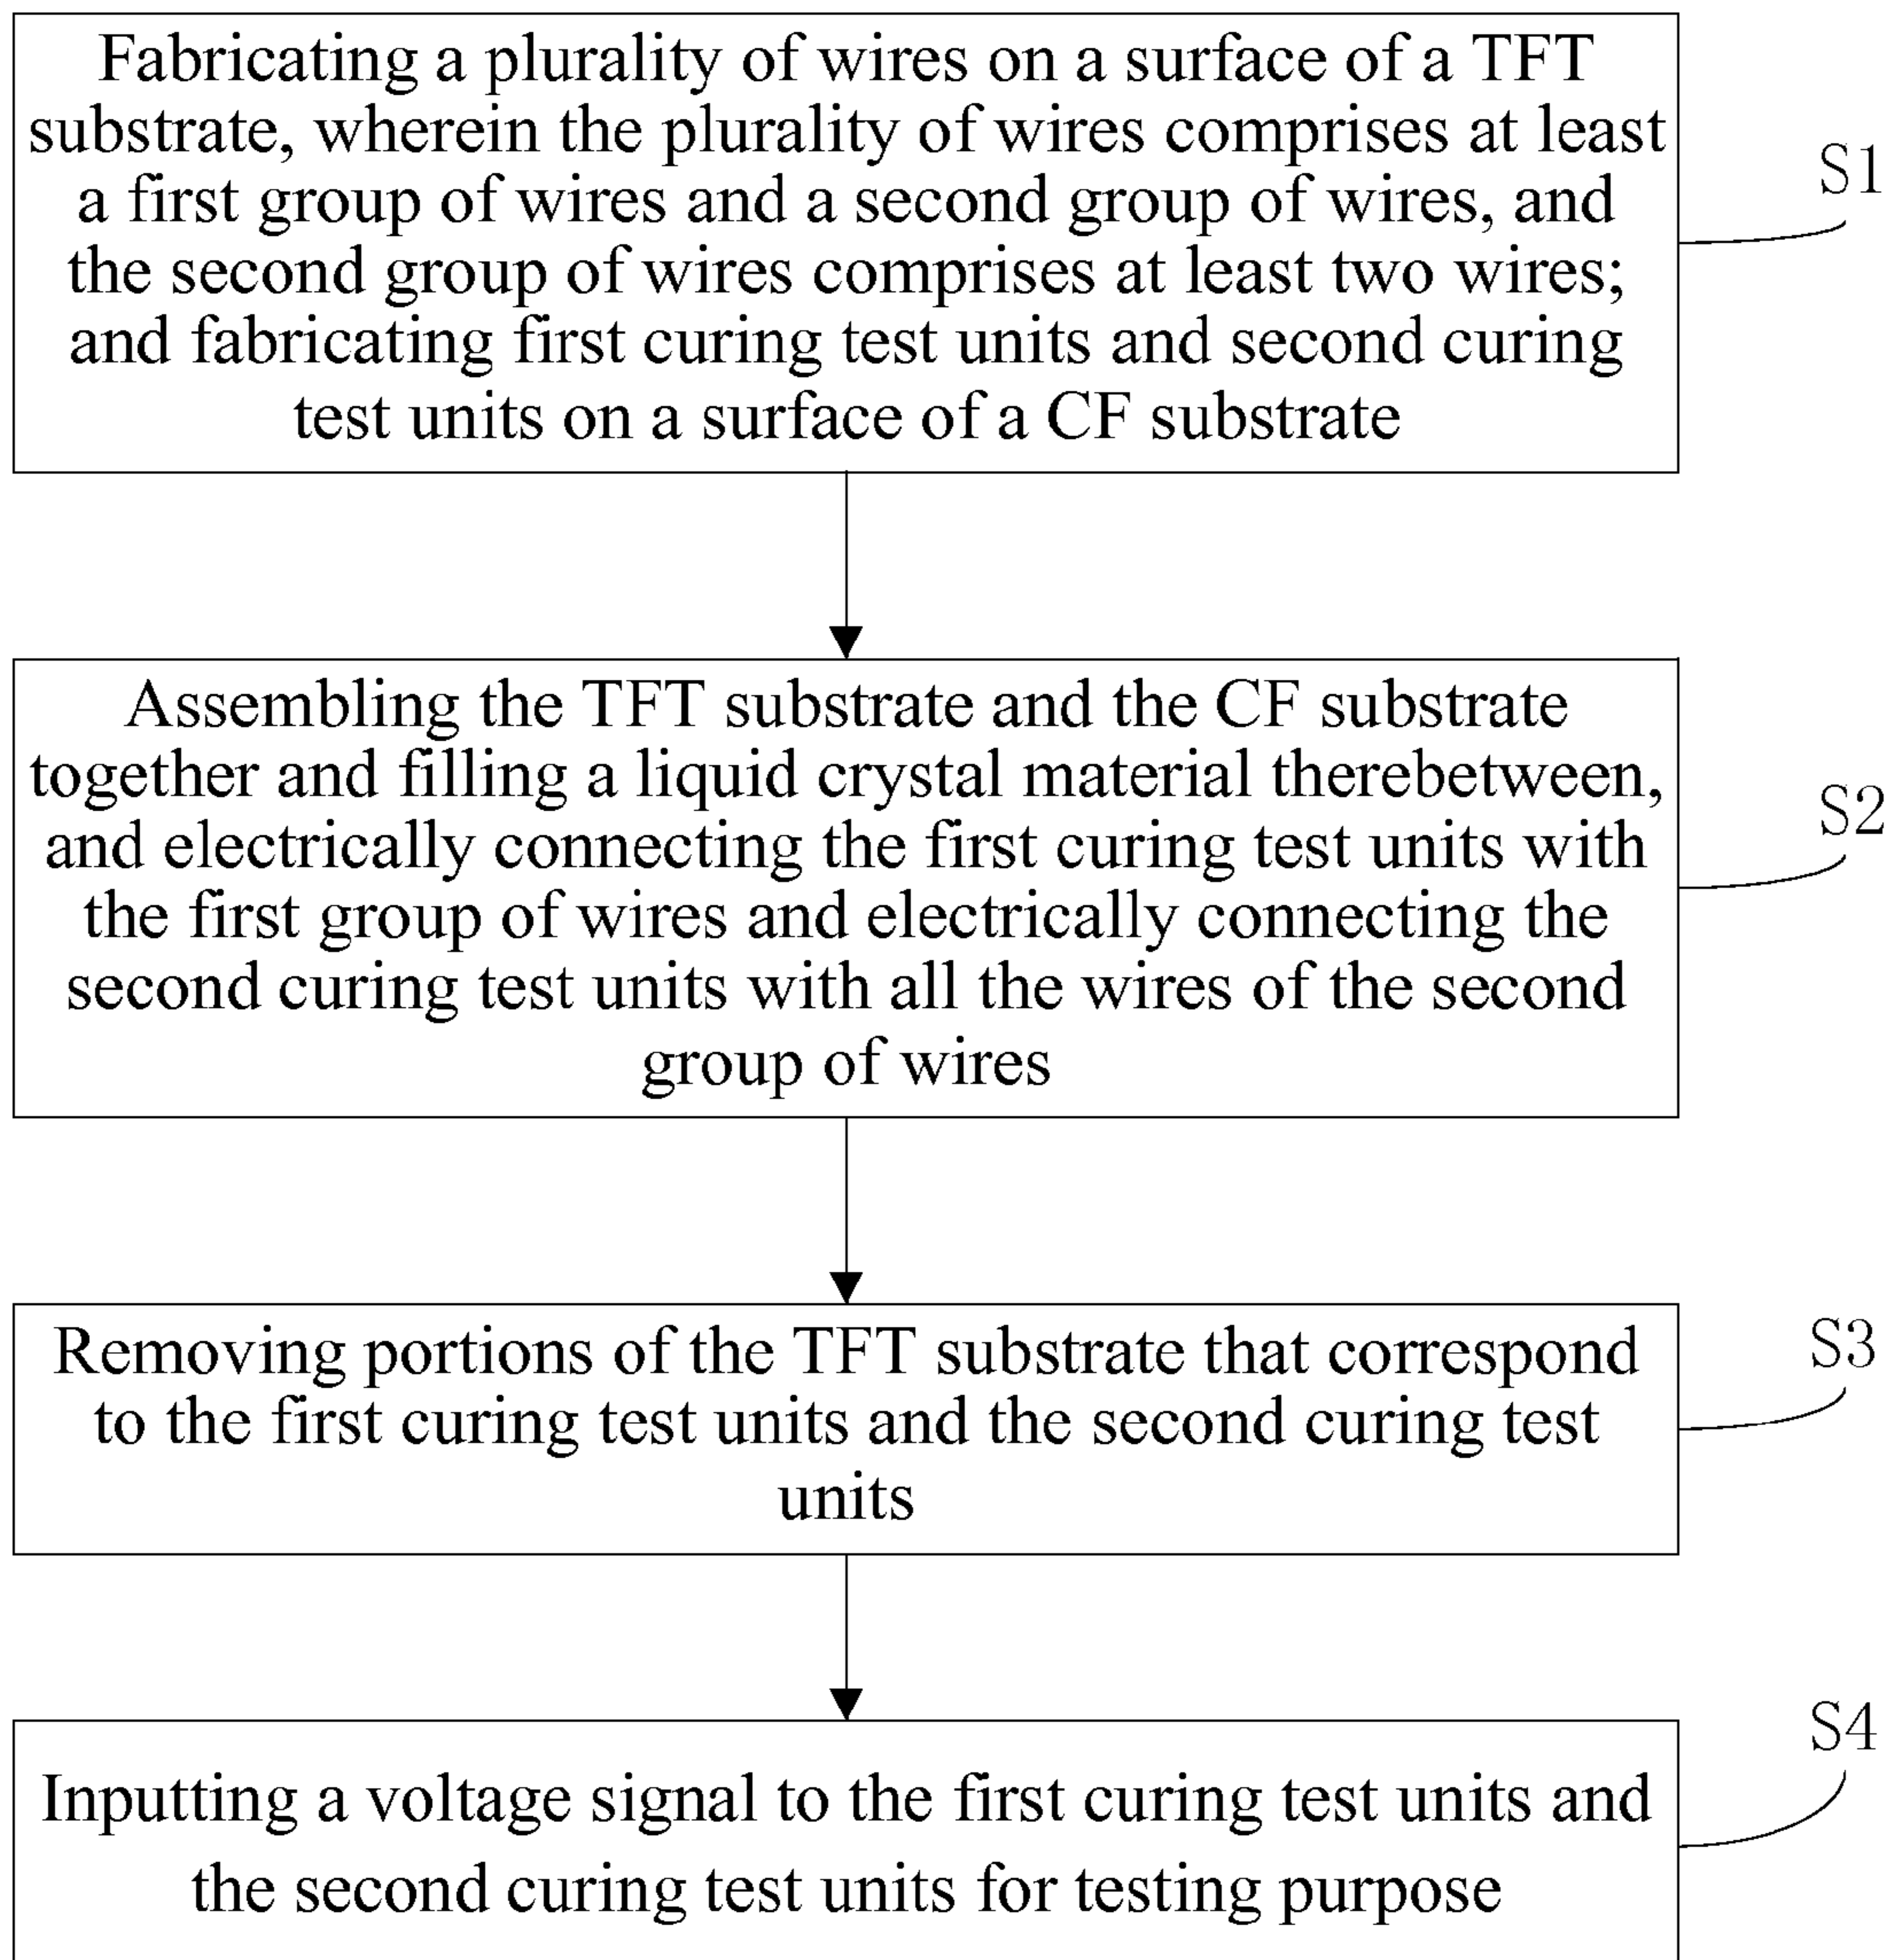 Fabricating a plurality of wires on a surface of a TFT
substrate, wherein the plurality of wires comprises at least
a first group of wires and a second group of wires, and
the second group of wires comprises at least two wires;
and fabricating first curing test units and second curing
test units on a surface of a CF substrate
S1
Assembling the TFT substrate and the CF substrate
together and filling a liquid crystal material therebetween,
and electrically connecting the first curing test units with
the first group of wires and electrically connecting the
second curing test units with all the wires of the second
group of wires
S2
Removing portions of the TFT substrate that correspond
to the first curing test units and the second curing test
units
S3
Inputting a voltage signal to the first curing test units and
the second curing test units for testing purpose
S4